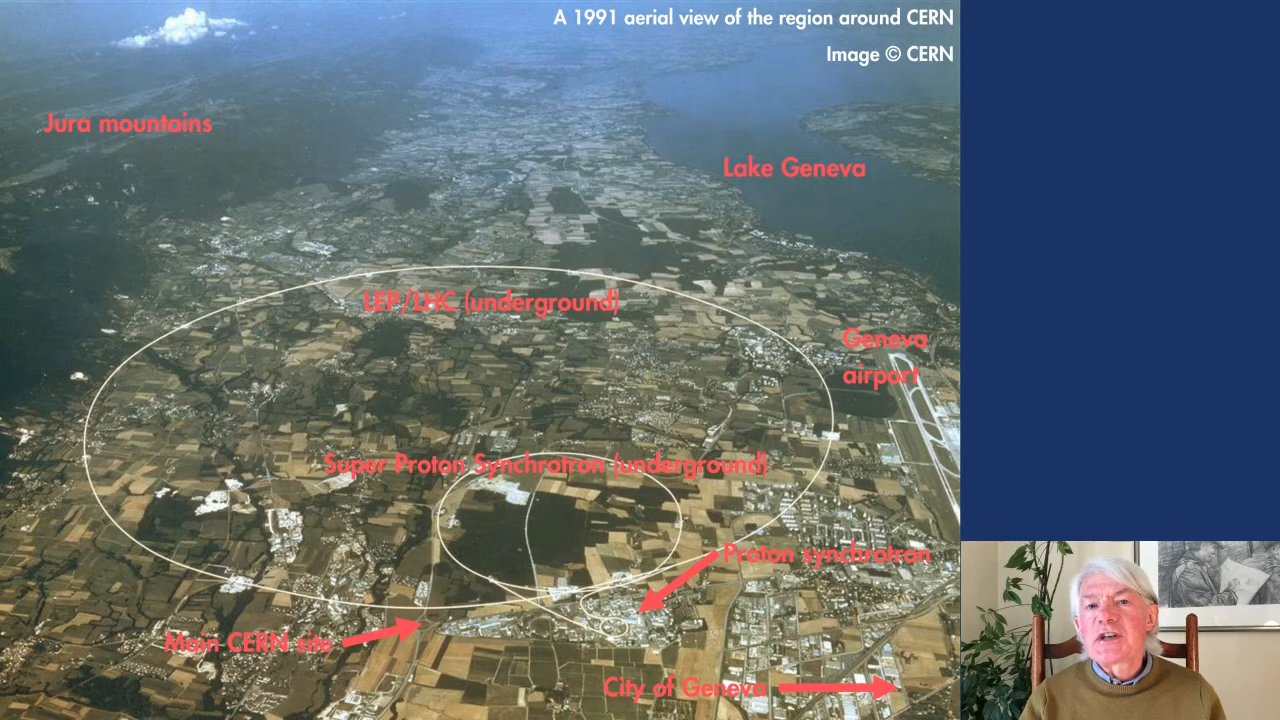 A 1991 aerial view of the region around CERN
Image © CERN
Jura mountains
Lake Geneva
LEP/LHC (underground)
Geneva
airport
Super Proton Synchrotron (underground)
Proton synchrotron
Main CERN site
City of Geneva